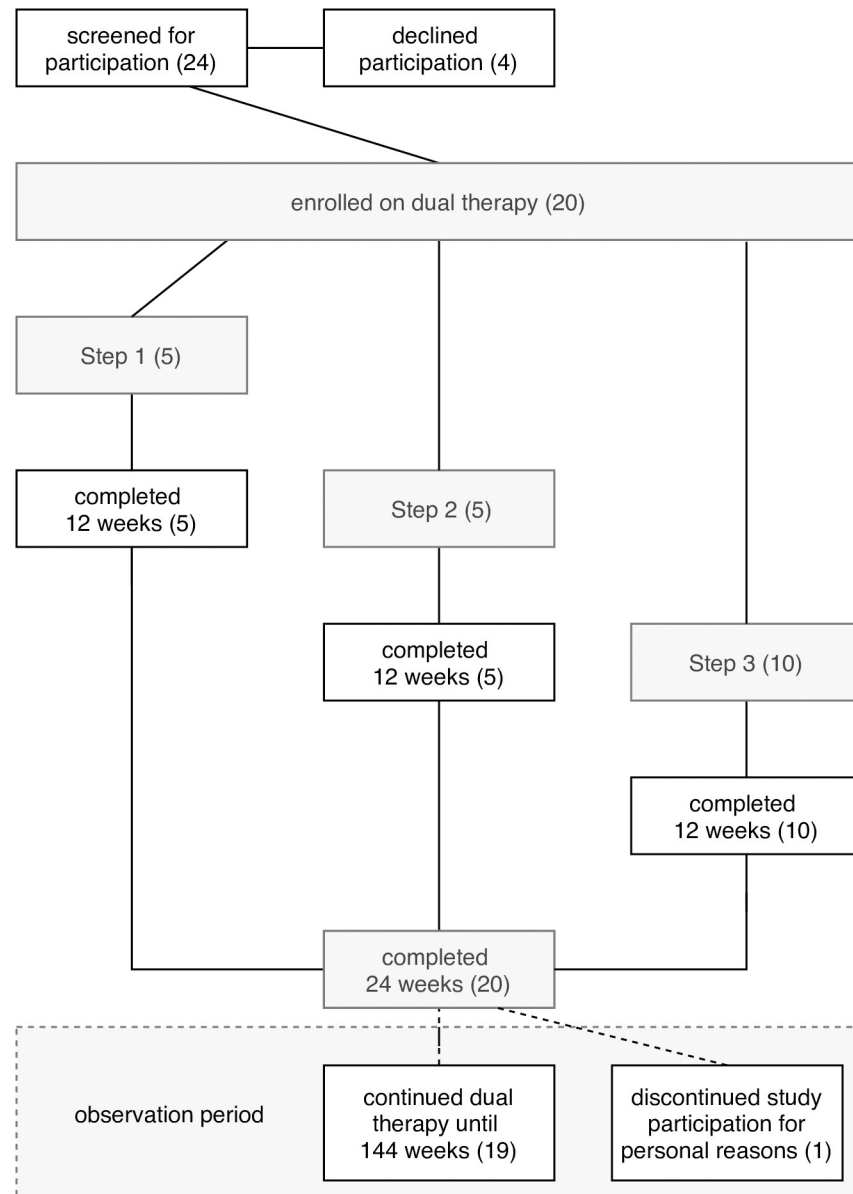 screened for
participation (24)
declined
participation (4)
enrolled on dual therapy (20)
Step 1 (5)
completed
12 weeks (5)
Step 2 (5)
completed
12 weeks (5)
Step 3 (10)
completed
12 weeks (10)
completed
24 weeks (20)
observation period
continued dual
therapy until
144 weeks (19)
discontinued study
participation for
personal reasons (1)